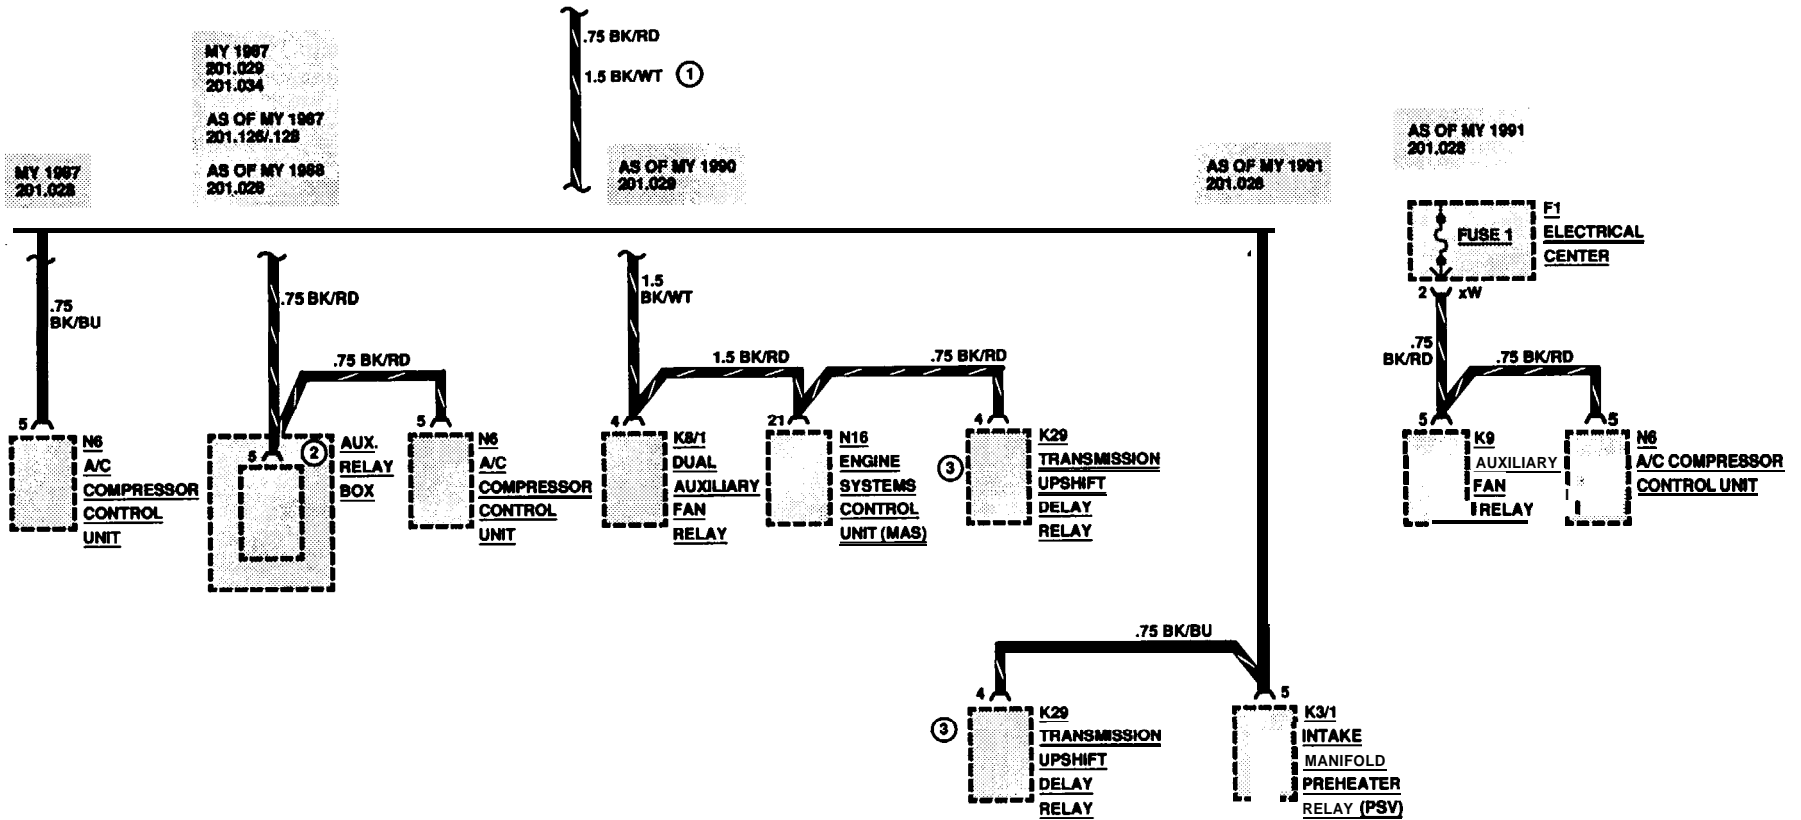 .75 BK/RD
1.5 BK/WT 1
MY 1987
201.028
MY 1987
201.029
201.034
AS OF MY 1987
201.126/.128
AS OF MY 1988
201.028
AS OF MY 1990
201.029
AS OF MY 1991
201.028
AS OF MY 1991
201.028
FUSE 1
F1
ELECTRICAL
CENTER
2 xW
.75
BK/BU
.75 BK/RD
.75 BK/RD
1.5
BK/WT
1.5 BK/RD
.75 BK/RD
.75
BK/RD
.75 BK/RD
5
N6
A/C
COMPRESSOR
CONTROL
UNIT
5
2
AUX.
RELAY
BOX
5
N6
A/C
COMPRESSOR
CONTROL
UNIT
4
K8/1
DUAL
AUXILIARY
FAN
RELAY
21
N16
ENGINE
SYSTEMS
CONTROL
UNIT (MAS)
4
3
K29
TRANSMISSION
UPSHIFT
DELAY
RELAY
5
K9
AUXILIARY
FAN
RELAY
5
N6
A/C COMPRESSOR
CONTROL UNIT
.75 BK/BU
4
3
K29
TRANSMISSION
UPSHIFT
DELAY
RELAY
5
K3/1
INTAKE
MANIFOLD
PREHEATER
RELAY (PSV)